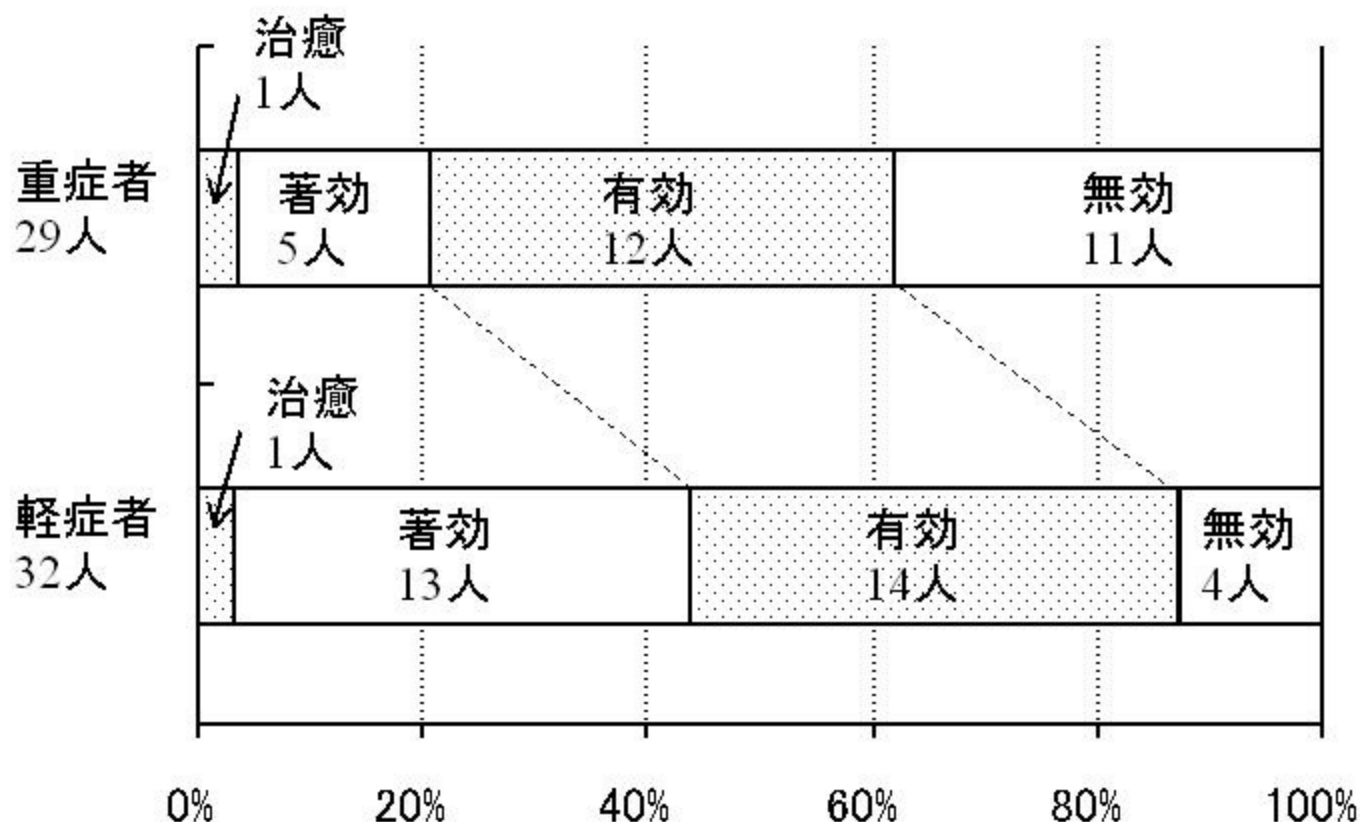 治癒
1人
重症者
29人
著効
5人
有効
12人
無効
11人
治癒
1人
軽症者
32人
著効
13人
有効
14人
無効
4人
0% 20% 40% 60% 80% 100%